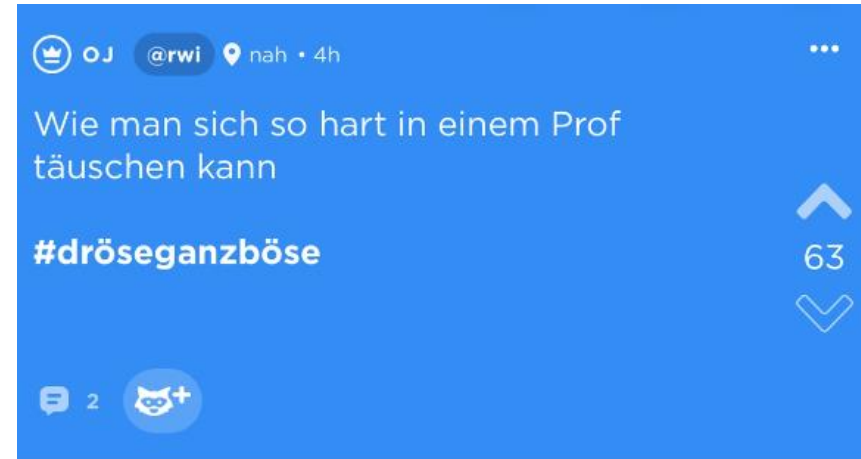 OJ @rwi nah • 4h
Wie man sich so hart in einem Prof
täuschen kann
#dröseganzböse
63
2